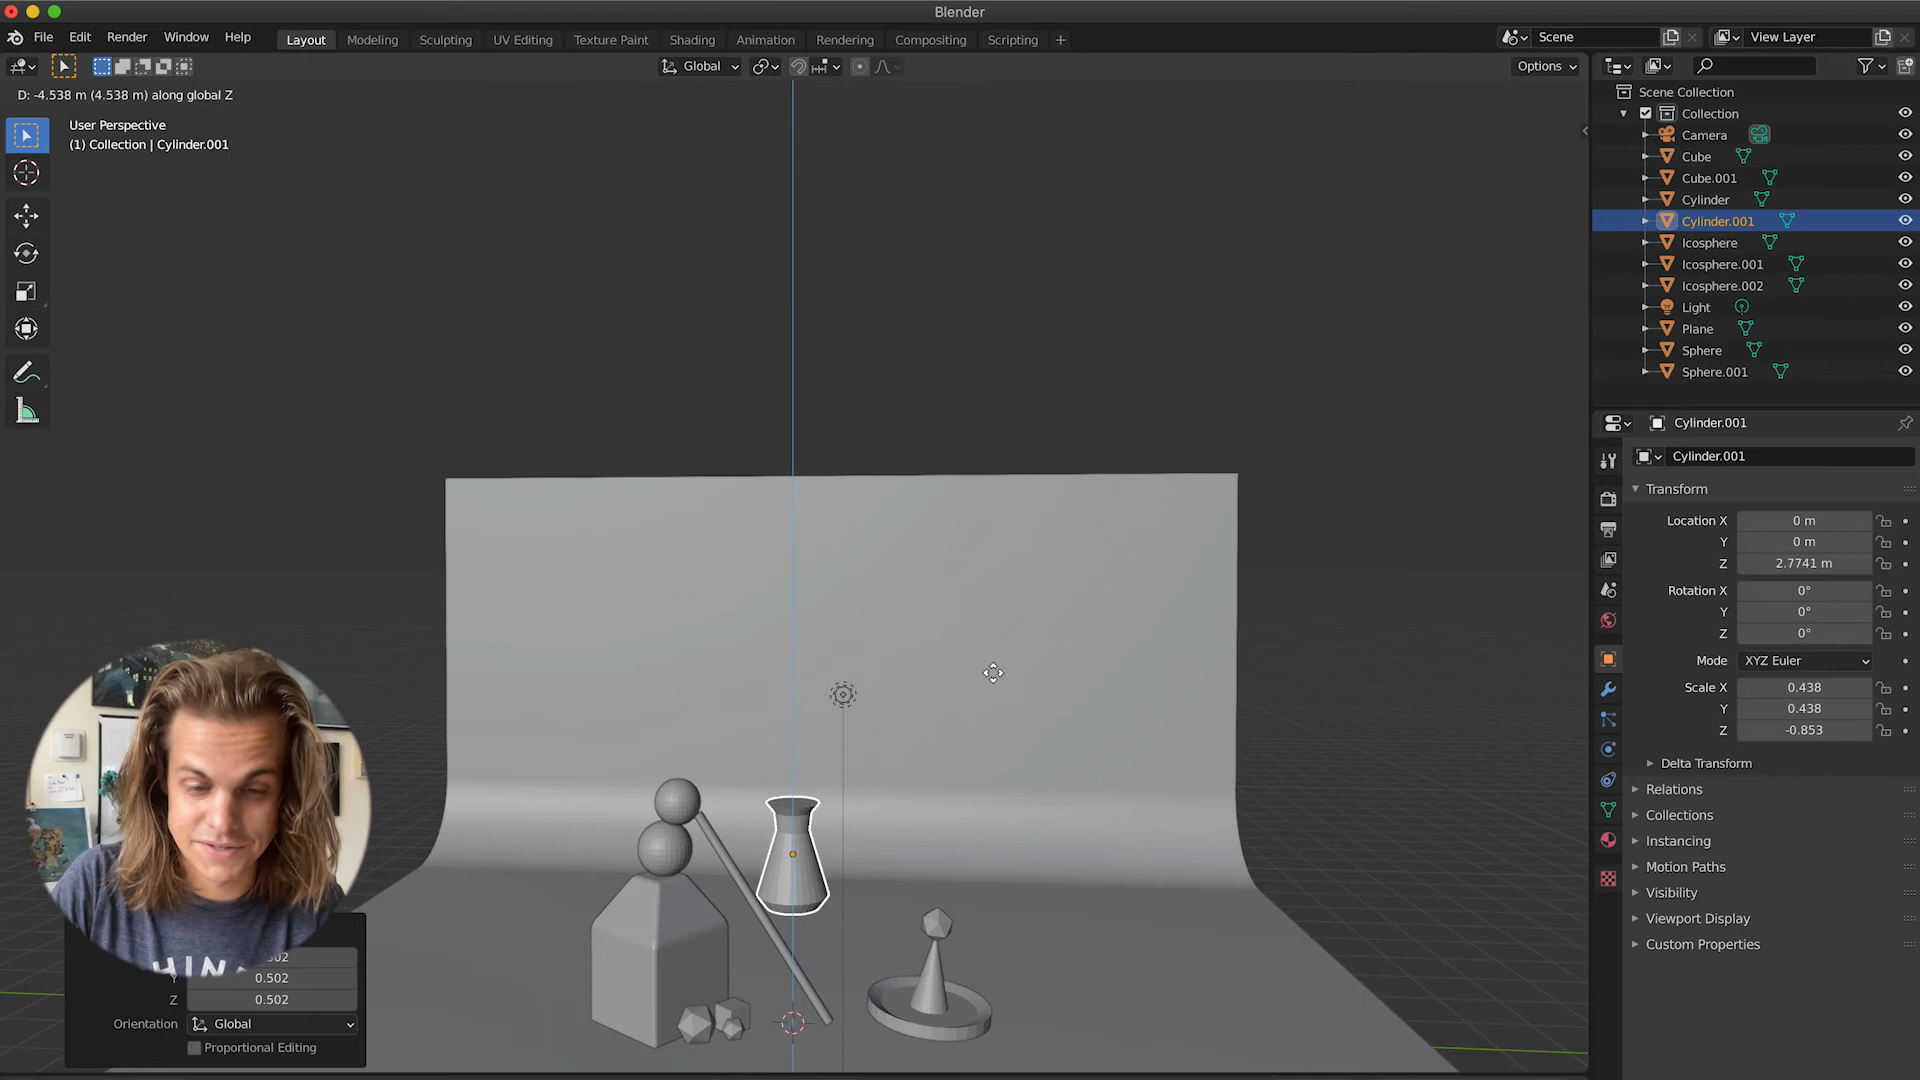 Blender
File Edit Render Window Help
Layout Modeling Sculpting UV Editing Texture Paint Shading Animation Rendering Compositing Scripting +
Scene
View Layer
Global
Options
D: -4.538 m (4.538 m) along global Z
User Perspective
(1) Collection | Cylinder.001
Scene Collection
Collection
Camera
Cube
Cube.001
Cylinder
Cylinder.001
Icosphere
Icosphere.001
Icosphere.002
Light
Plane
Sphere
Sphere.001
Cylinder.001
Cylinder.001
Transform
Location X 0 m
Y 0 m
Z 2.7741 m
Rotation X 0°
Y 0°
Z 0°
Mode XYZ Euler
Scale X 0.438
Y 0.438
Z -0.853
Delta Transform
Relations
Collections
Instancing
Motion Paths
Visibility
Viewport Display
Custom Properties
Y 0.502
Z 0.502
Orientation Global
Proportional Editing